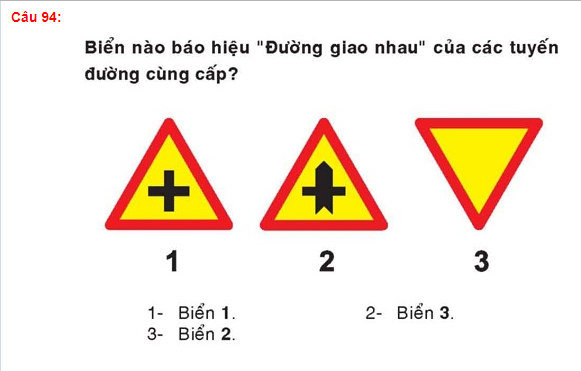 Câu 94:
Biển nào báo hiệu "Đường giao nhau" của các tuyến
đường cùng cấp?
1 2 3
1- Biển 1. 2- Biển 3.
3- Biển 2.